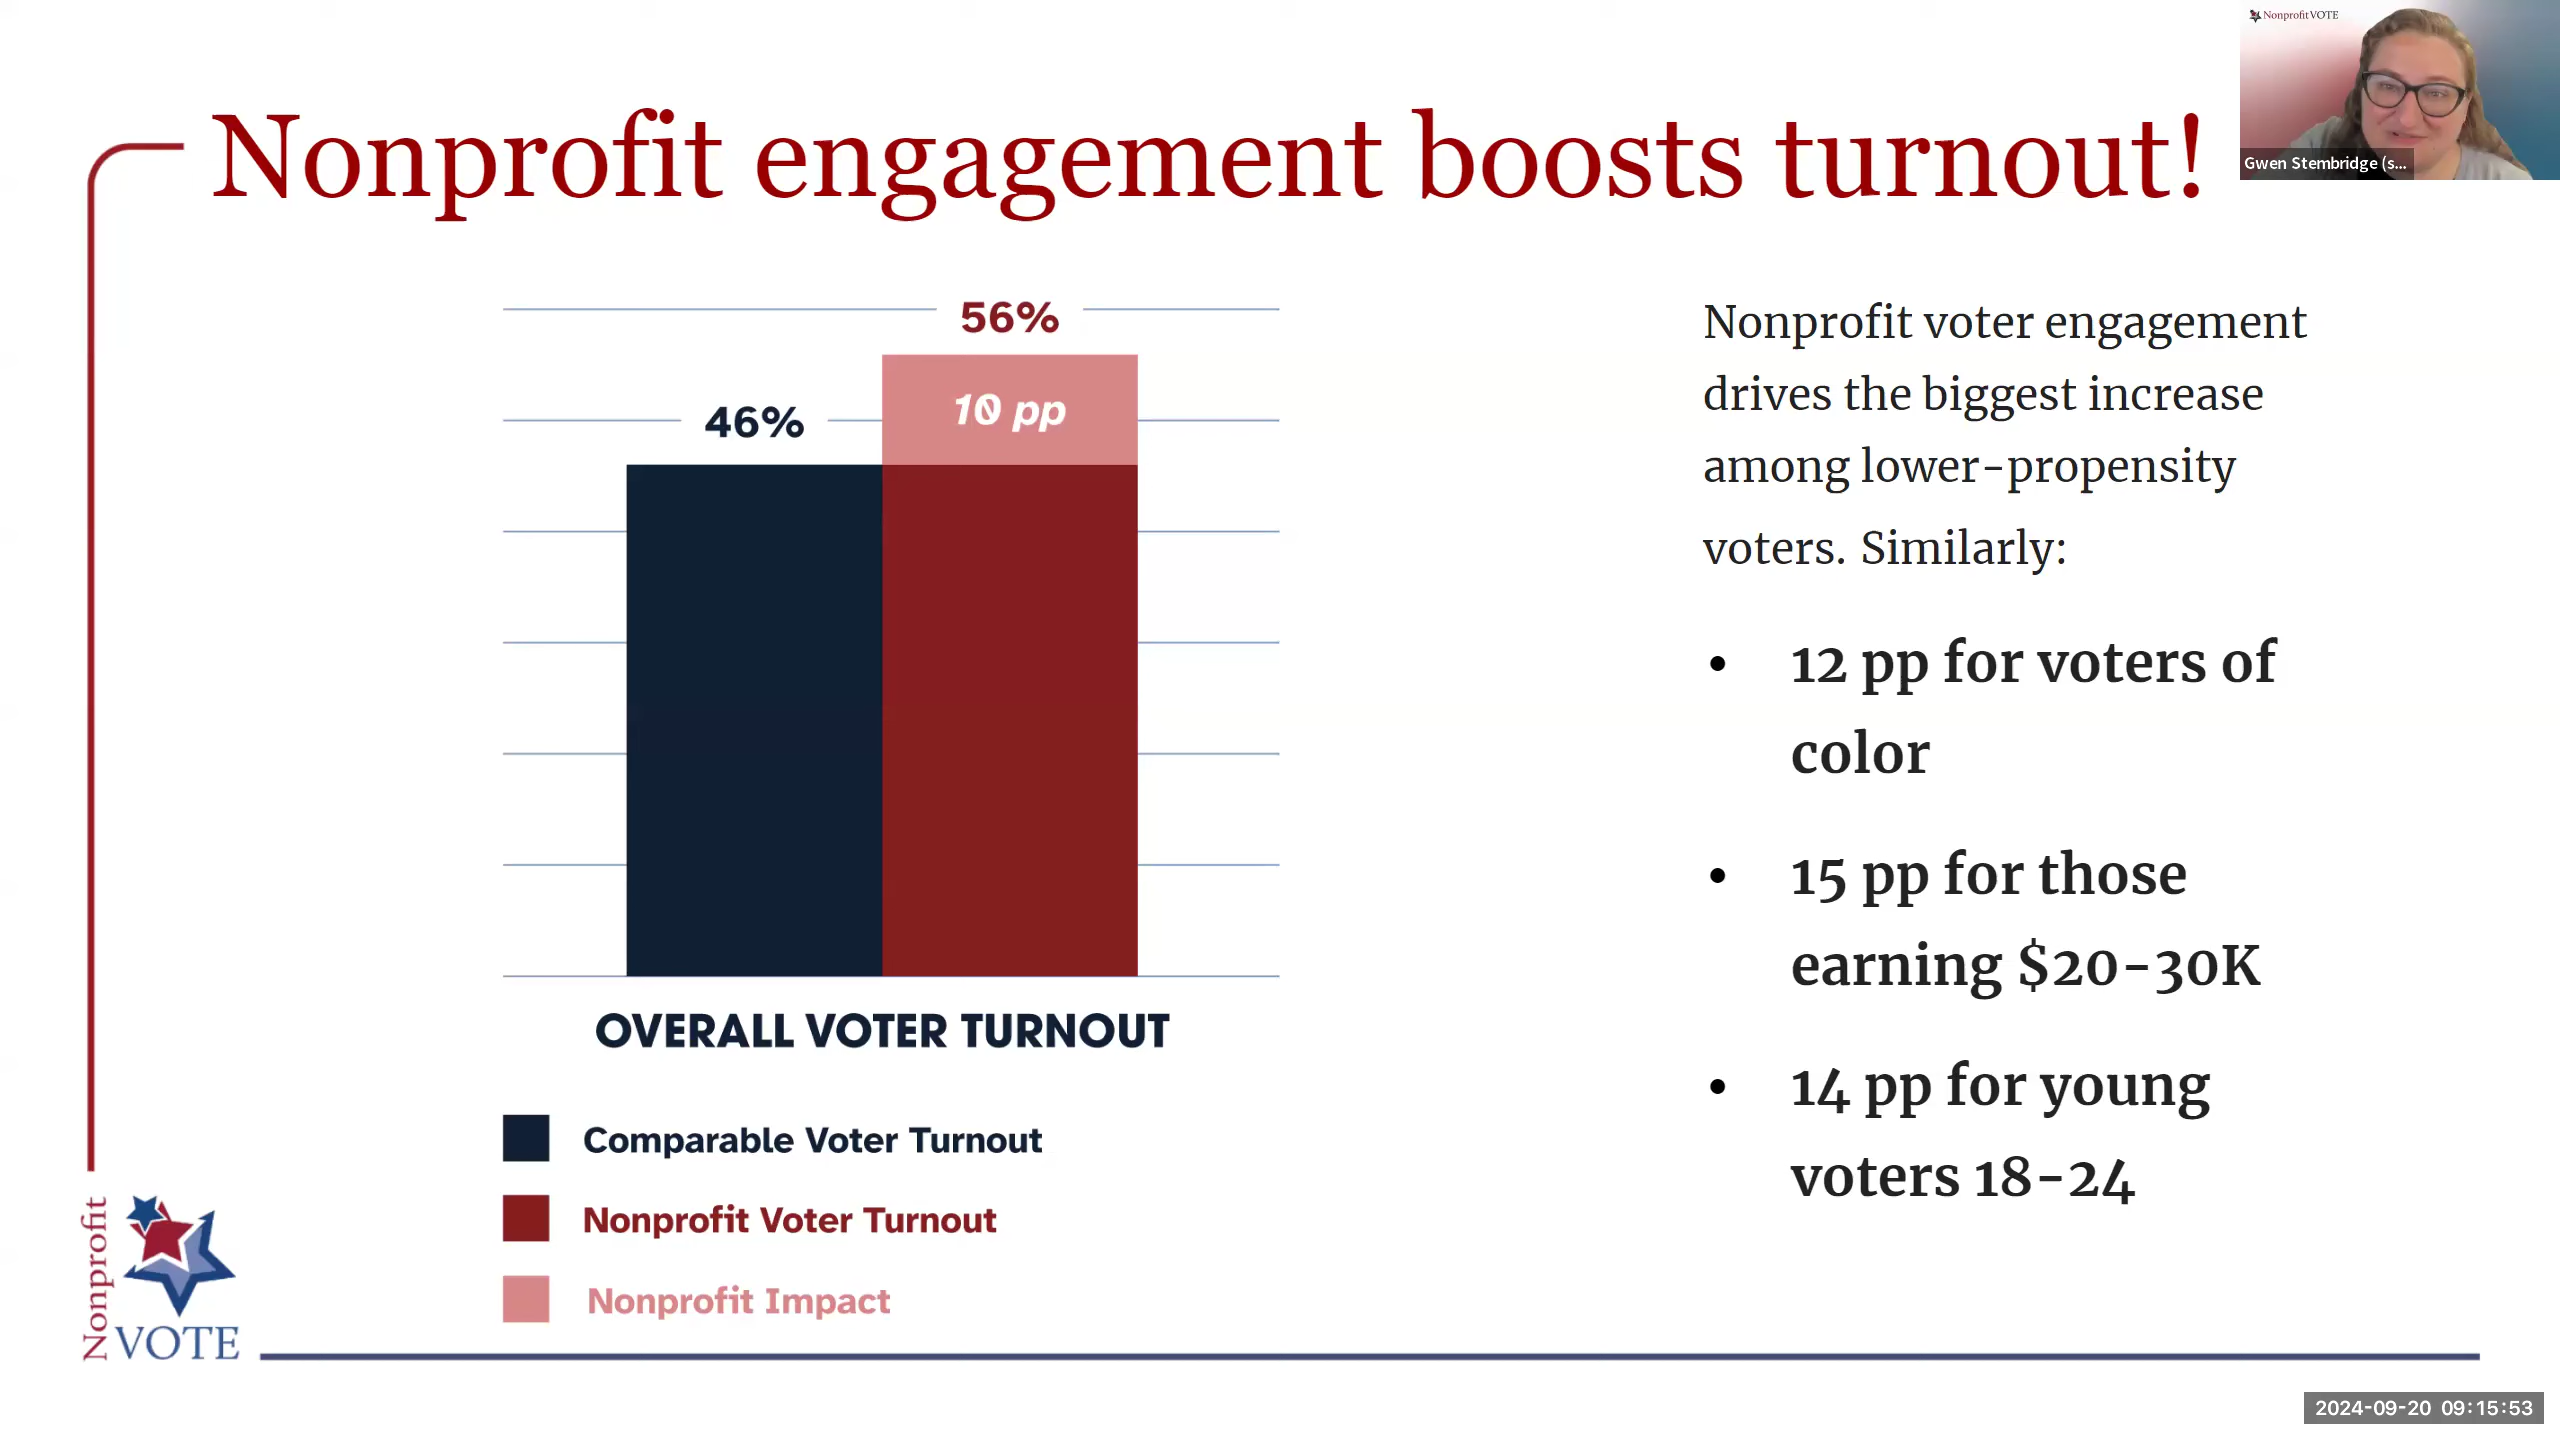 NonprofitVOTE
Gwen Stembridge (s...
Nonprofit engagement boosts turnout!
56%
46%
10 pp
OVERALL VOTER TURNOUT
Comparable Voter Turnout
Nonprofit Voter Turnout
Nonprofit Impact
Nonprofit voter engagement
drives the biggest increase
among lower-propensity
voters. Similarly:
• 12 pp for voters of
color
• 15 pp for those
earning $20-30K
• 14 pp for young
voters 18-24
Nonprofit
VOTE
2024-09-20 09:15:53